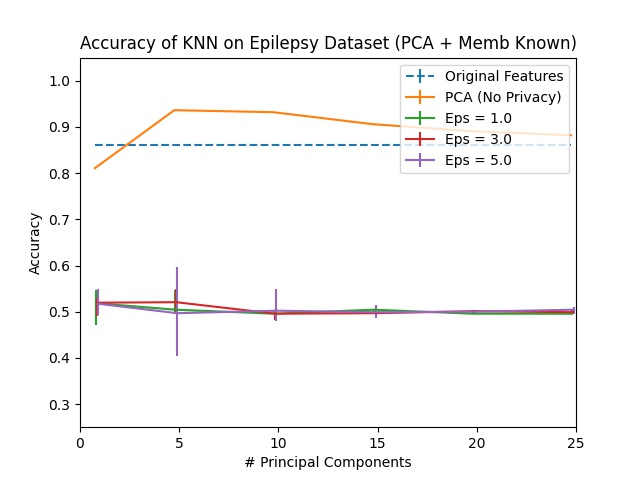 Accuracy of KNN on Epilepsy Dataset (PCA + Memb Known)
Original Features
PCA (No Privacy)
Eps = 1.0
Eps = 3.0
Eps = 5.0
Accuracy
1.0
0.9
0.8
0.7
0.6
0.5
0.4
0.3
0 5 10 15 20 25
# Principal Components